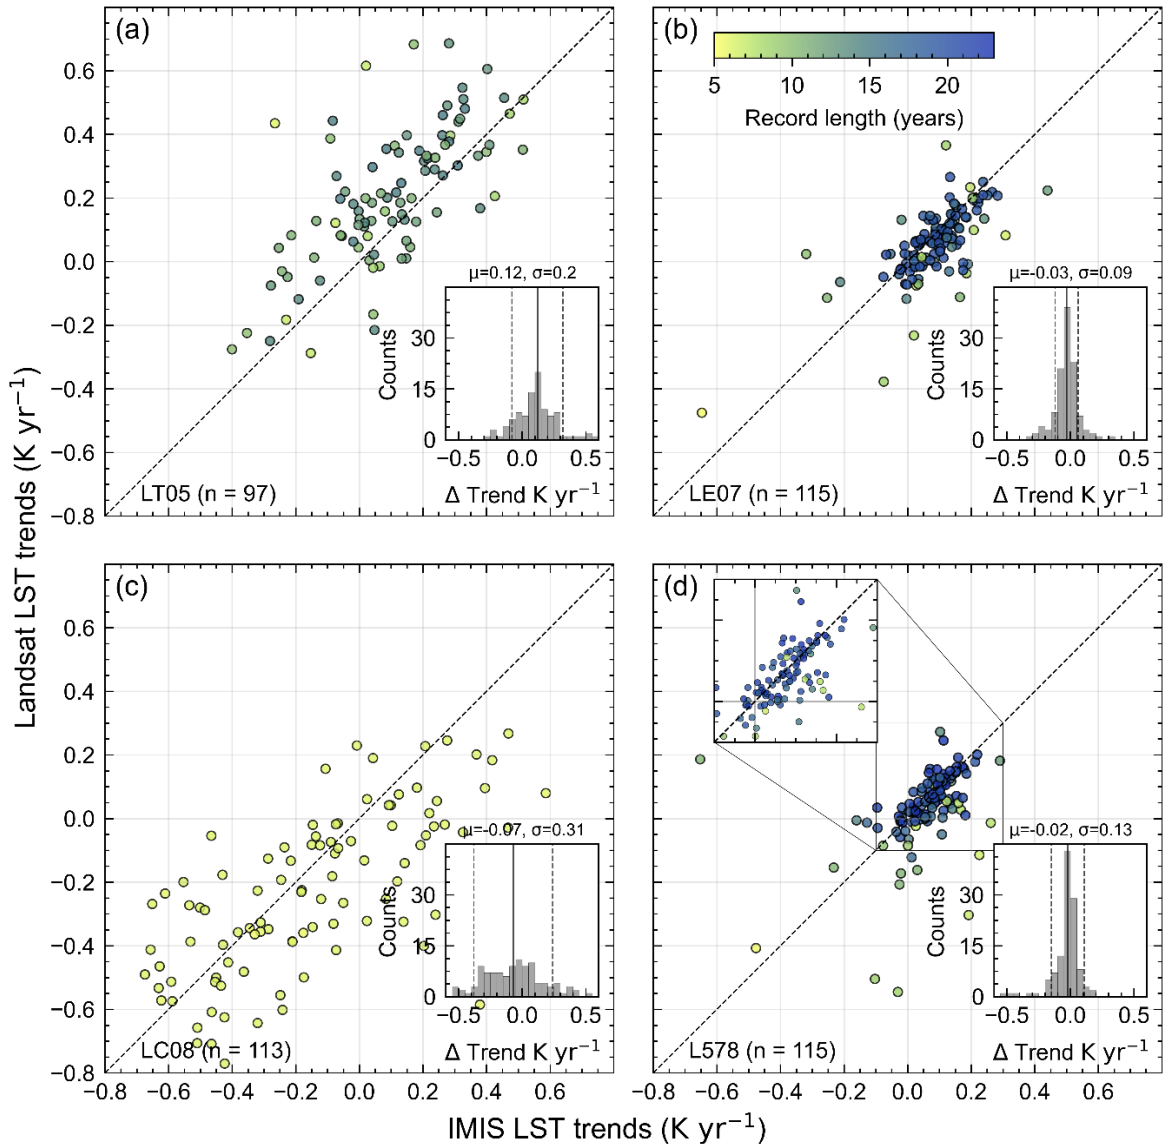 (a)
0.6
0.4
0.2
0.0
−0.2
−0.4
−0.6
−0.8
μ=0.12, σ=0.2
Counts
30
15
0
−0.5 0.0 0.5
Δ Trend K yr⁻¹
LT05 (n = 97)
(b)
5 10 15 20
Record length (years)
μ=-0.03, σ=0.09
Counts
30
15
0
−0.5 0.0 0.5
Δ Trend K yr⁻¹
LE07 (n = 115)
Landsat LST trends (K yr⁻¹)
(c)
0.6
0.4
0.2
0.0
−0.2
−0.4
−0.6
−0.8
μ=-0.07, σ=0.31
Counts
30
15
0
−0.5 0.0 0.5
Δ Trend K yr⁻¹
LC08 (n = 113)
−0.8 −0.6 −0.4 −0.2 0.0 0.2 0.4 0.6
(d)
μ=-0.02, σ=0.13
Counts
30
15
0
−0.5 0.0 0.5
Δ Trend K yr⁻¹
L578 (n = 115)
−0.8 −0.6 −0.4 −0.2 0.0 0.2 0.4 0.6
IMIS LST trends (K yr⁻¹)